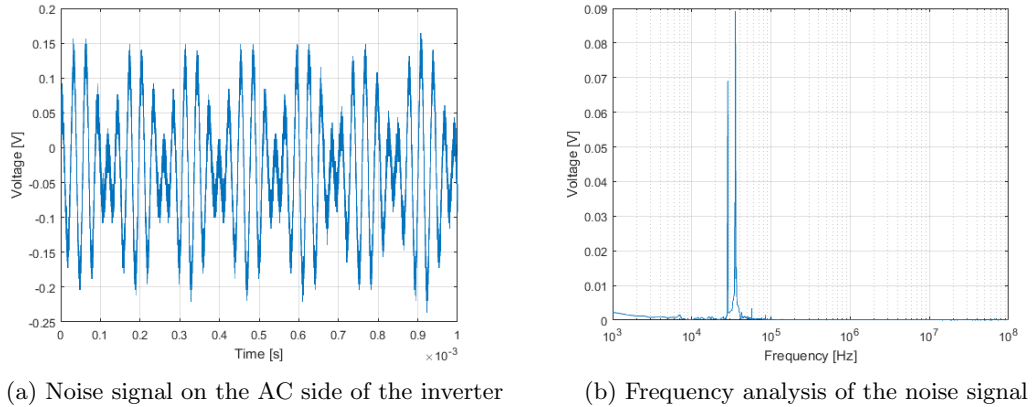 0.2
0.15
0.1
0.05
0
-0.05
-0.1
-0.15
-0.2
-0.25
Voltage [V]
0 0.1 0.2 0.3 0.4 0.5 0.6 0.7 0.8 0.9 1
Time [s]
×10⁻³
(a) Noise signal on the AC side of the inverter
0.09
0.08
0.07
0.06
0.05
0.04
0.03
0.02
0.01
0
Voltage [V]
10³ 10⁴ 10⁵ 10⁶ 10⁷ 10⁸
Frequency [Hz]
(b) Frequency analysis of the noise signal